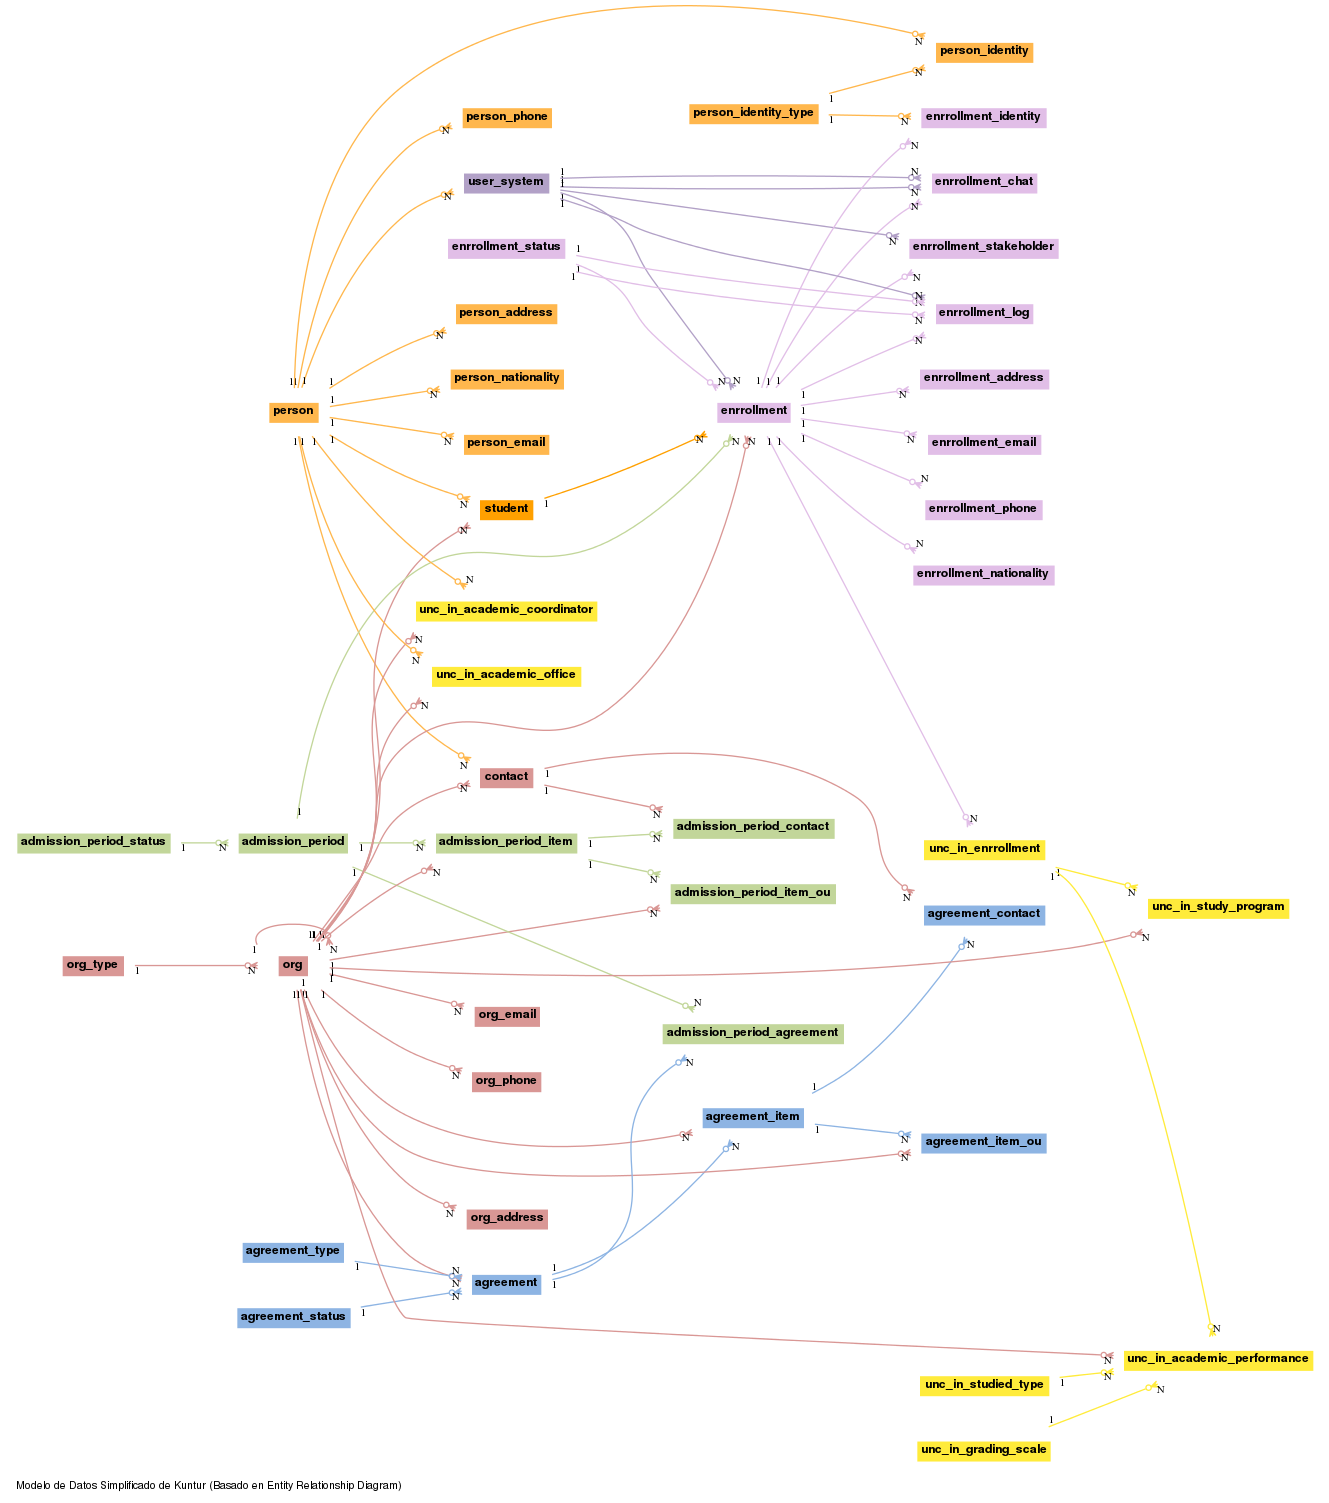 person_identity
person_phone
person_identity_type
enrrollment_identity
user_system
enrrollment_chat
enrrollment_status
enrrollment_stakeholder
person_address
enrrollment_log
person_nationality
enrrollment_address
person
enrrollment
person_email
enrrollment_email
student
enrrollment_phone
enrrollment_nationality
unc_in_academic_coordinator
unc_in_academic_office
contact
admission_period_contact
admission_period_status
admission_period
admission_period_item
unc_in_enrrollment
admission_period_item_ou
unc_in_study_program
agreement_contact
org_type
org
org_email
admission_period_agreement
org_phone
agreement_item
agreement_item_ou
org_address
agreement_type
agreement
agreement_status
unc_in_academic_performance
unc_in_studied_type
unc_in_grading_scale
Modelo de Datos Simplificado de Kuntur (Basado en Entity Relationship Diagram)